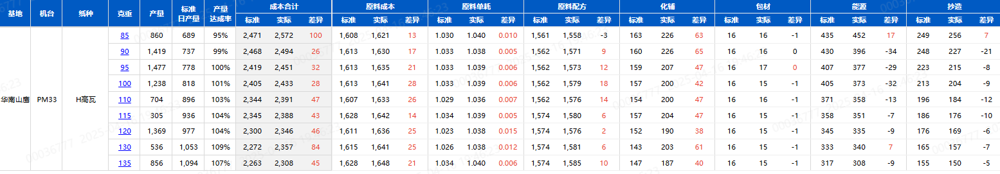 基地 机台 纸种 克重 产量 标准日产量 产量达成率 成本合计 原料成本 原料单耗 原料配方 化辅 包材 能源 抄造
标准 实际 差异 标准 实际 差异 标准 实际 差异 标准 实际 差异 标准 实际 差异 标准 实际 差异 标准 实际 差异 标准 实际 差异
85 860 689 95% 2,471 2,572 100 1,608 1,621 13 1.030 1.040 0.010 1,561 1,558 -3 163 226 63 16 16 -1 435 452 17 249 256 7
90 1,419 737 99% 2,468 2,494 26 1,613 1,630 17 1.033 1.038 0.005 1,562 1,571 9 160 226 65 16 16 0 430 396 -34 248 227 -21
95 1,477 778 100% 2,419 2,451 32 1,613 1,635 21 1.033 1.039 0.006 1,562 1,573 12 159 207 47 16 17 0 407 377 -29 223 215 -8
100 1,238 818 101% 2,405 2,433 28 1,613 1,641 28 1.033 1.039 0.006 1,562 1,579 18 157 200 42 16 15 -1 405 373 -32 213 204 -9
华南山鹰 PM33 H高瓦 110 704 896 103% 2,344 2,391 47 1,607 1,633 26 1.029 1.036 0.007 1,562 1,576 14 154 200 47 16 16 -1 371 358 -13 196 184 -12
115 305 936 104% 2,345 2,388 43 1,628 1,642 14 1.034 1.039 0.005 1,574 1,580 6 157 204 47 16 15 -1 358 351 -7 186 176 -10
120 1,369 977 104% 2,300 2,346 46 1,611 1,636 25 1.023 1.038 0.015 1,574 1,576 2 152 190 38 16 15 -1 345 335 -9 176 169 -6
130 536 1,053 109% 2,272 2,357 84 1,615 1,641 25 1.026 1.038 0.012 1,574 1,581 6 143 203 61 16 15 -1 333 340 7 165 157 -7
135 856 1,094 107% 2,263 2,308 45 1,628 1,648 21 1.034 1.040 0.006 1,574 1,585 10 147 187 40 16 15 -1 317 308 -9 155 150 -5